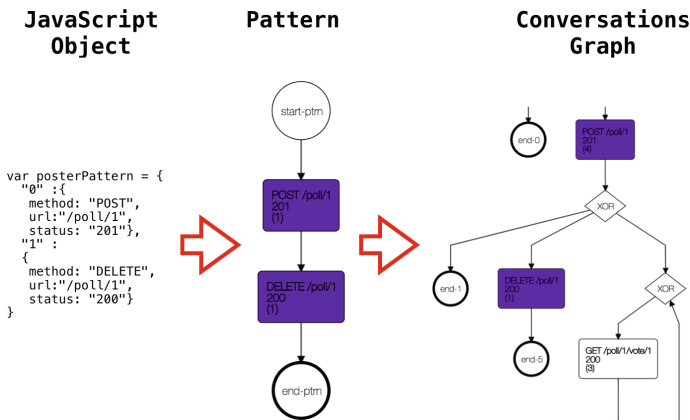 JavaScript
Object
Pattern
Conversations
Graph
var posterPattern = {
"0" :{
method: "POST",
url:"/poll/1",
status: "201"},
"1" :
{
method: "DELETE",
url:"/poll/1",
status: "200"}
}
start-ptrn
POST /poll/1
201
(1)
DELETE /poll/1
200
(1)
end-ptrn
end-0
POST /poll/1
201
(4)
XOR
end-1
DELETE /poll/1
200
(1)
XOR
end-5
GET /poll/1/vote/1
200
(3)